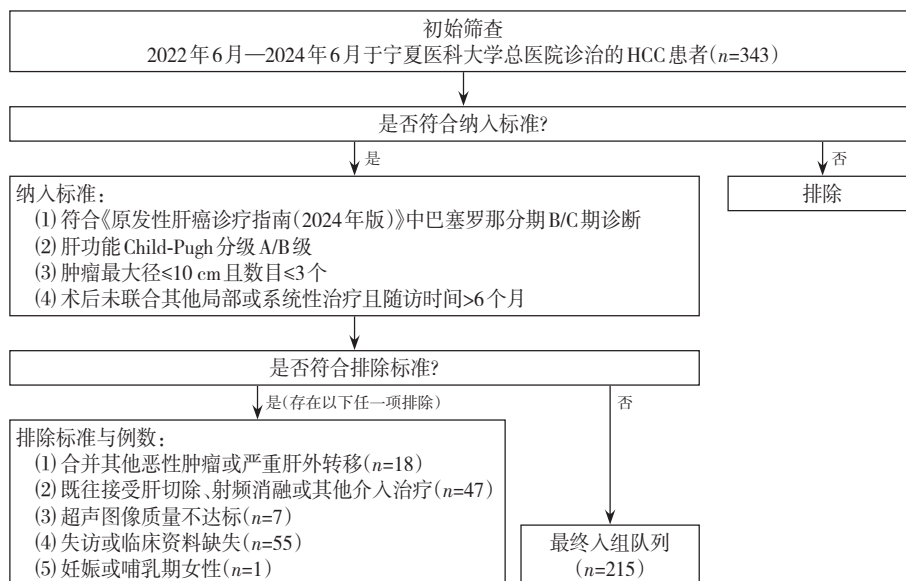 初始筛查
2022年6月—2024年6月于宁夏医科大学总医院诊治的HCC患者(n=343)
是否符合纳入标准?
是
否
纳入标准:
(1)符合《原发性肝癌诊疗指南(2024年版)》中巴塞罗那分期B/C期诊断
(2)肝功能Child-Pugh分级A/B级
(3)肿瘤最大径≤10 cm且数目≤3个
(4)术后未联合其他局部或系统性治疗且随访时间>6个月
排除
是否符合排除标准?
是(存在以下任一项排除)
否
排除标准与例数:
(1)合并其他恶性肿瘤或严重肝外转移(n=18)
(2)既往接受肝切除、射频消融或其他介入治疗(n=47)
(3)超声图像质量不达标(n=7)
(4)失访或临床资料缺失(n=55)
(5)妊娠或哺乳期女性(n=1)
最终入组队列
(n=215)